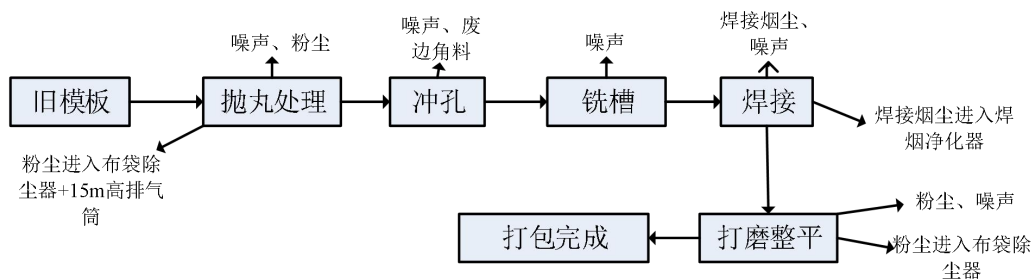 噪声、粉尘
噪声、废
边角料
噪声
焊接烟尘、
噪声
旧模板
抛丸处理
冲孔
铣槽
焊接
粉尘进入布袋除
尘器+15m高排气
筒
焊接烟尘进入焊
烟净化器
打包完成
打磨整平
粉尘、噪声
粉尘进入布袋除
尘器